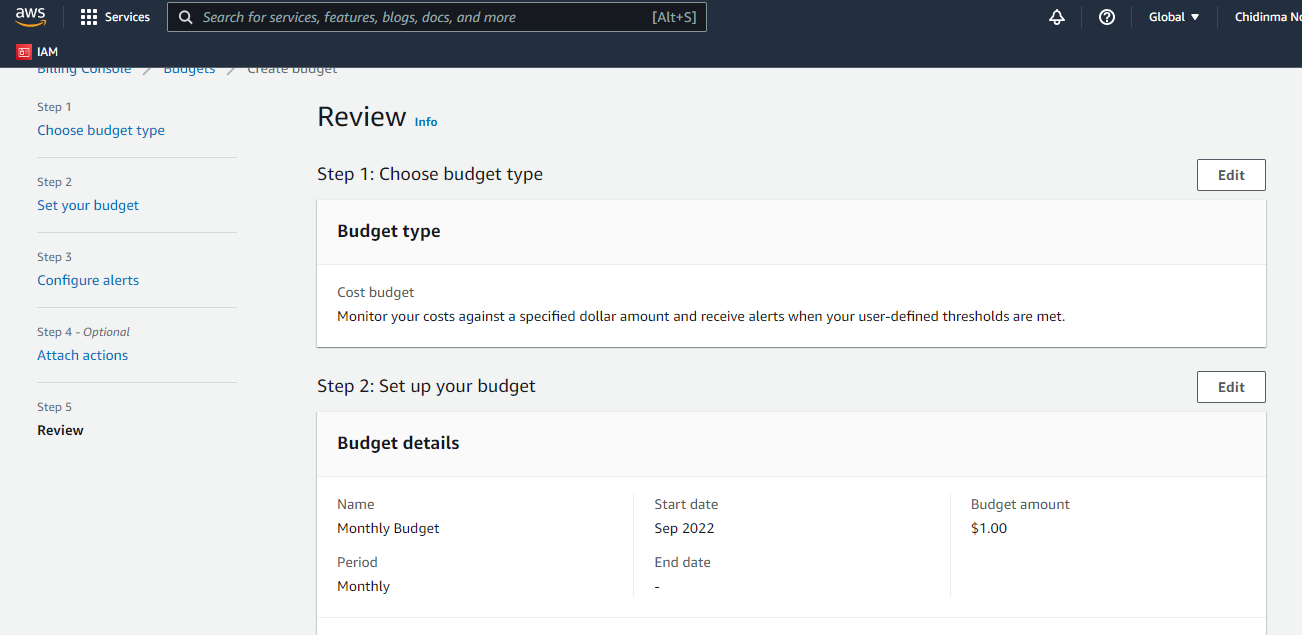 aws
Services
Search for services, features, blogs, docs, and more [Alt+S]
Global
Chidinma
IAM
Billing Console / Budgets / Create budget
Step 1
Choose budget type
Step 2
Set your budget
Step 3
Configure alerts
Step 4 - Optional
Attach actions
Step 5
Review
Review Info
Step 1: Choose budget type
Edit
Budget type
Cost budget
Monitor your costs against a specified dollar amount and receive alerts when your user-defined thresholds are met.
Step 2: Set up your budget
Edit
Budget details
Name
Monthly Budget
Period
Monthly
Start date
Sep 2022
End date
-
Budget amount
$1.00